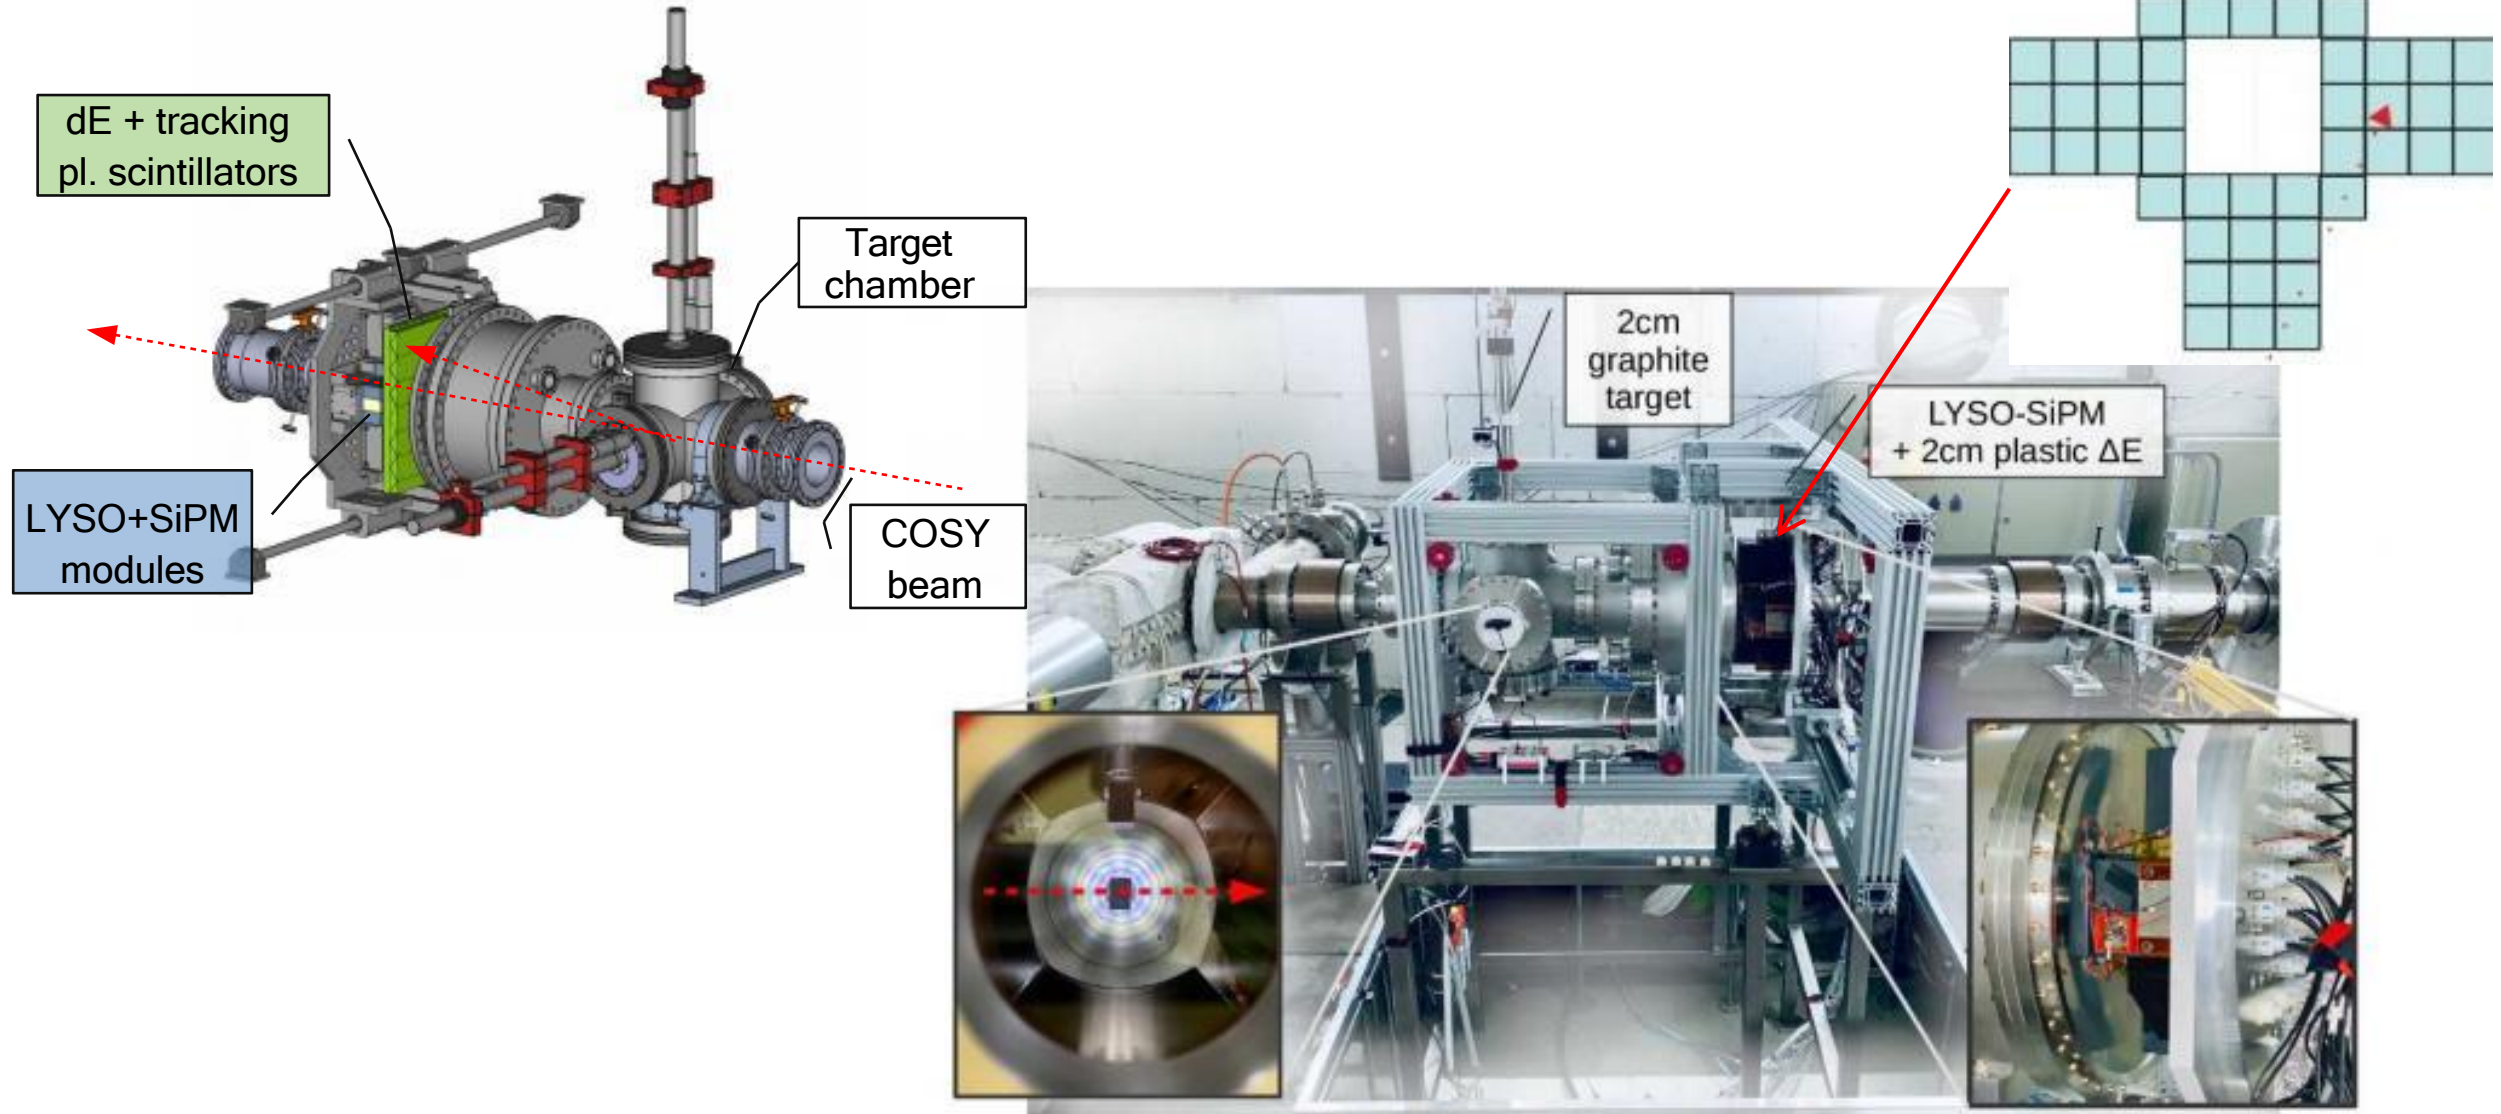 dE + tracking
pl. scintillators
Target
chamber
LYSO+SiPM
modules
COSY
beam
2cm
graphite
target
LYSO-SiPM
+ 2cm plastic ΔE